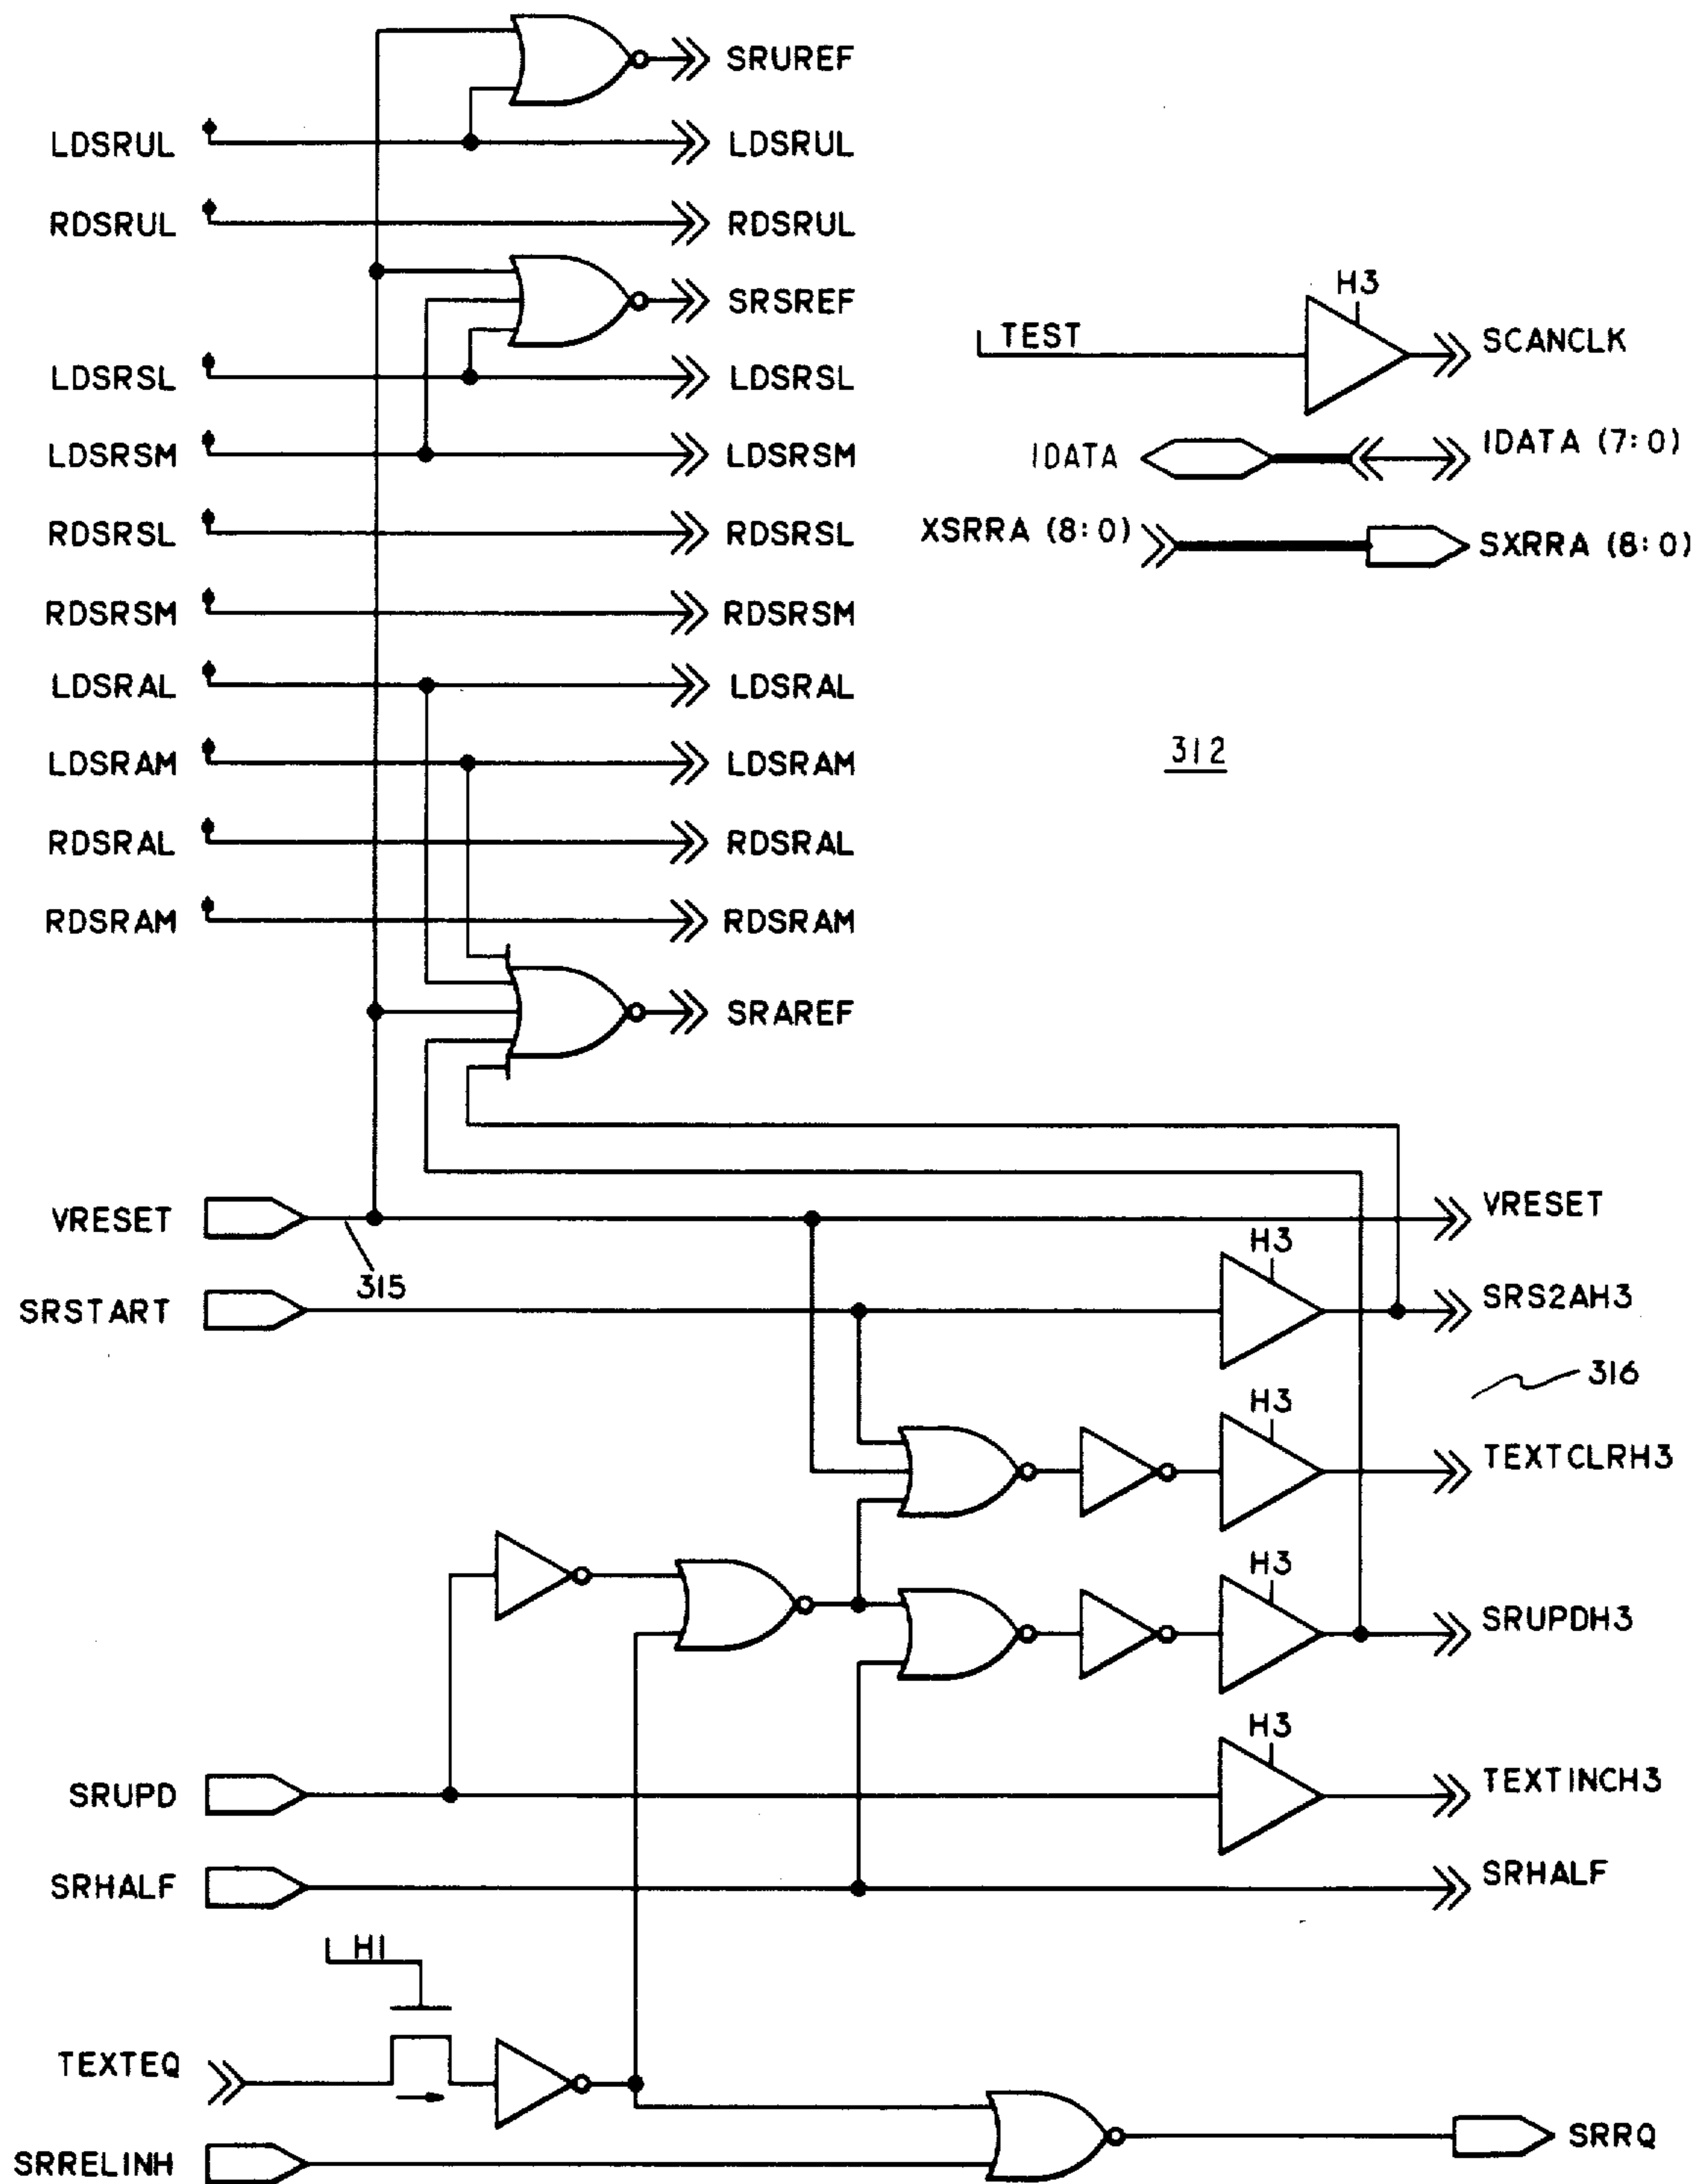 SRUREF
LDSRUL LDSRUL
RDSRUL RDSRUL
SRSREF
H3
TEST SCANCLK
LDSRSL LDSRSL
LDSRSM LDSRSM
IDATA IDATA (7:0)
RDSRSL RDSRSL
XSRRA (8:0) SXRRA (8:0)
RDSRSM RDSRSM
LDSRAL LDSRAL
LDSRAM LDSRAM
312
RDSRAL RDSRAL
RDSRAM RDSRAM
SRAREF
VRESET VRESET
315
H3
SRSTART SRS2AH3
316
H3
TEXTCLRH3
H3
SRUPDH3
H3
SRUPD TEXTINCH3
SRHALF SRHALF
H1
TEXTEQ
SRRELINH SRRQ